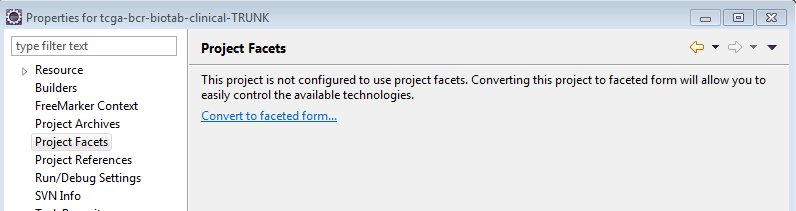 Properties for tcga-bcr-biotab-clinical-TRUNK
type filter text
Resource
Builders
FreeMarker Context
Project Archives
Project Facets
Project References
Run/Debug Settings
SVN Info
Project Facets
This project is not configured to use project facets. Converting this project to faceted form will allow you to
easily control the available technologies.
Convert to faceted form...